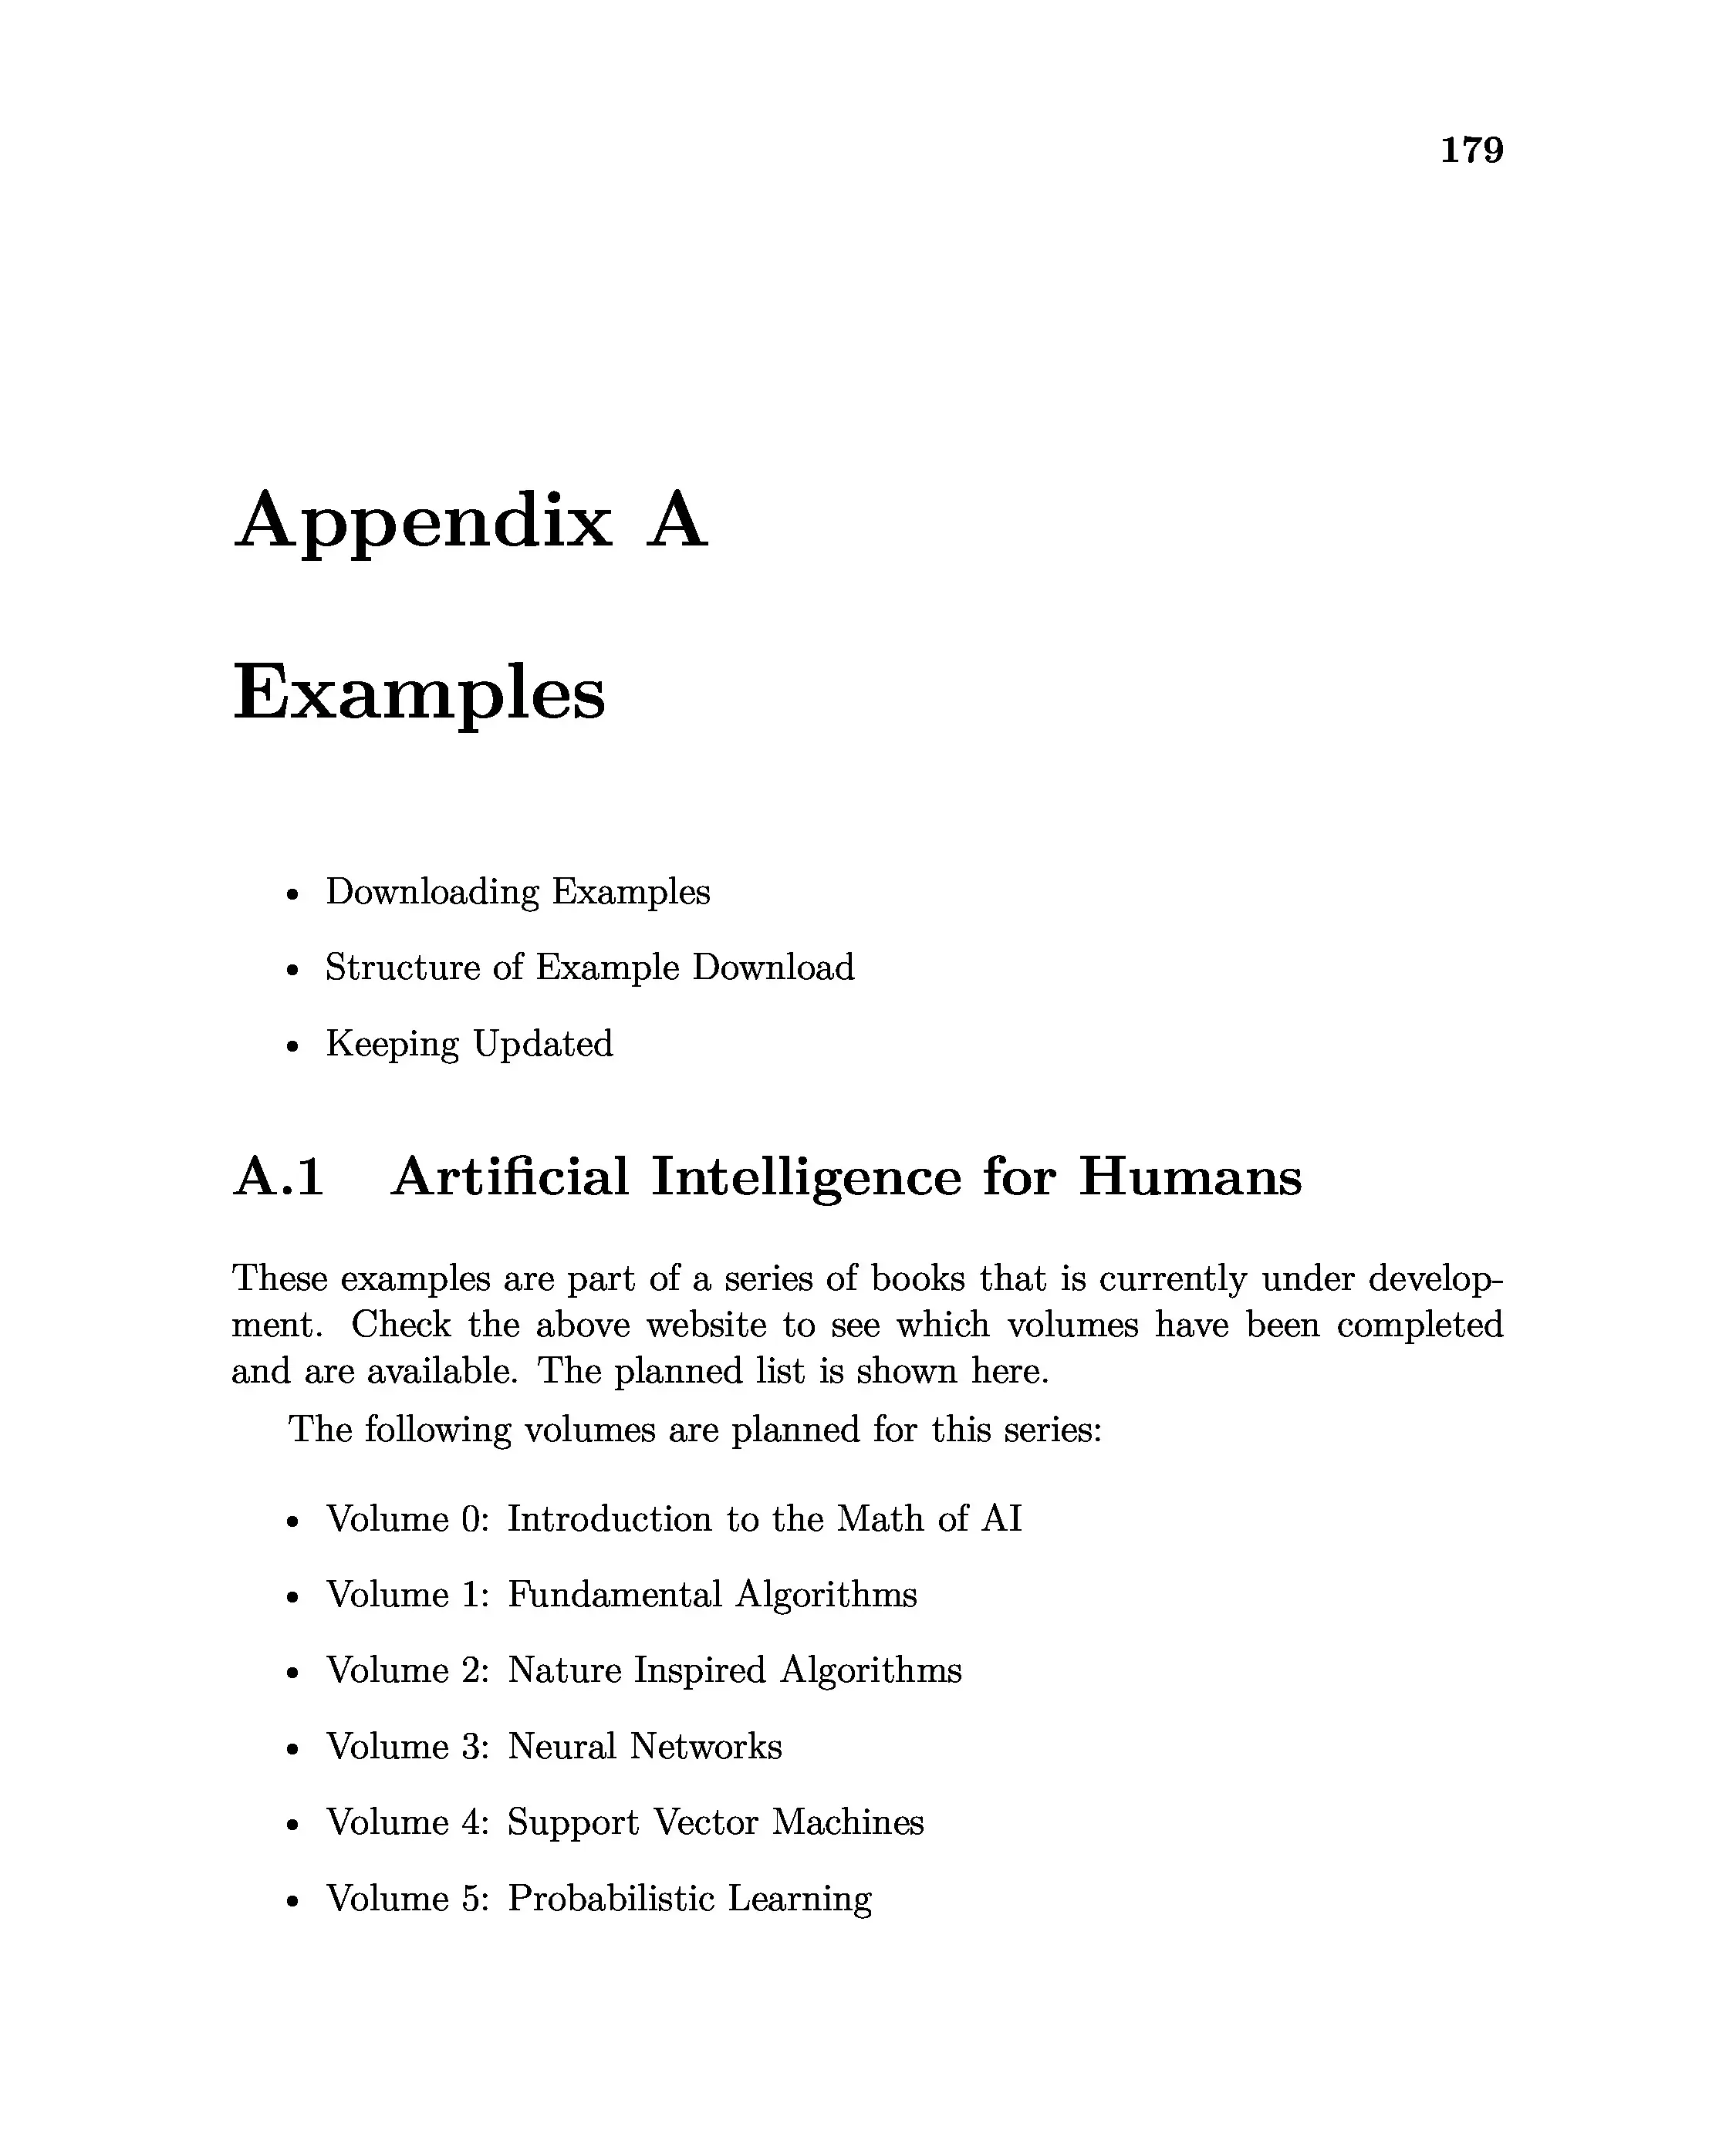 179
Appendix A
Examples
• Downloading Examples
• Structure of Example Download
• Keeping Updated
A.1 Artificial Intelligence for Humans
These examples are part of a series of books that is currently under develop-
ment. Check the above website to see which volumes have been completed
and are available. The planned list is shown here.
The following volumes are planned for this series:
• Volume 0: Introduction to the Math of AI
• Volume 1: Fundamental Algorithms
• Volume 2: Nature Inspired Algorithms
• Volume 3: Neural Networks
• Volume 4: Support Vector Machines
• Volume 5: Probabilistic Learning